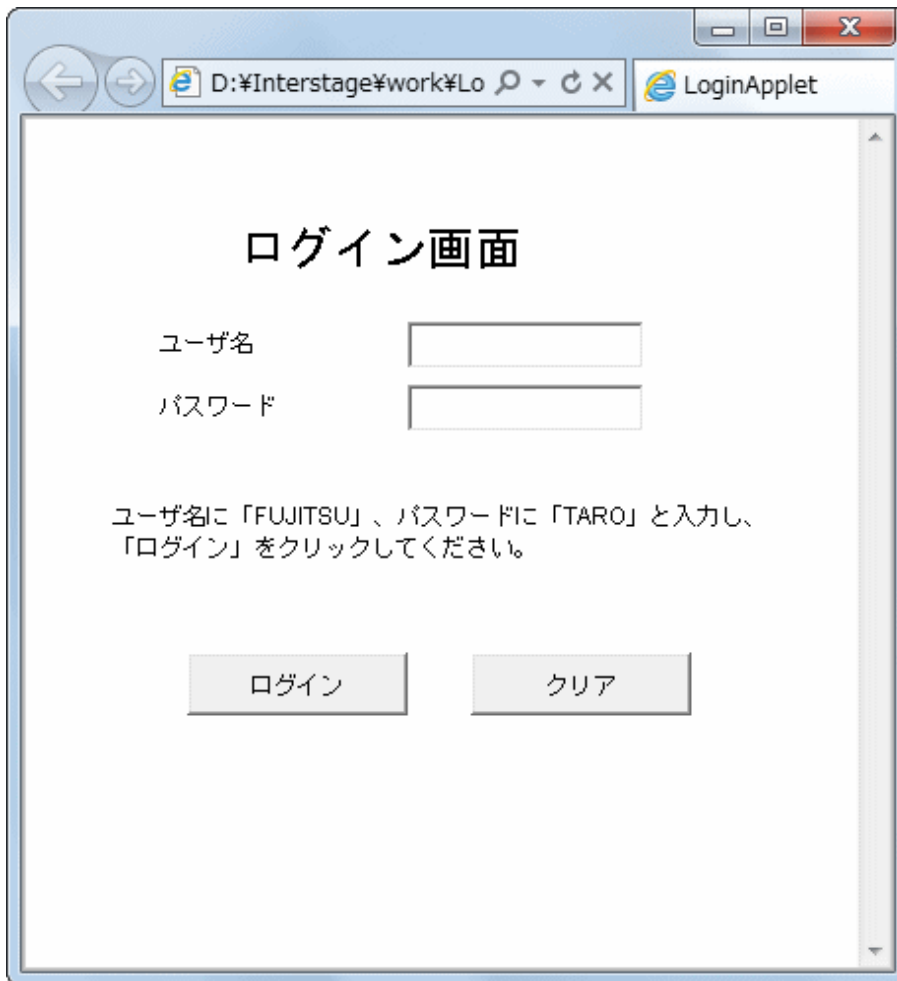 D:¥Interstage¥work¥Lo
LoginApplet
ログイン画面
ユーザ名
パスワード
ユーザ名に「FUJITSU」、パスワードに「TARO」と入力し、
「ログイン」をクリックしてください。
ログイン
クリア